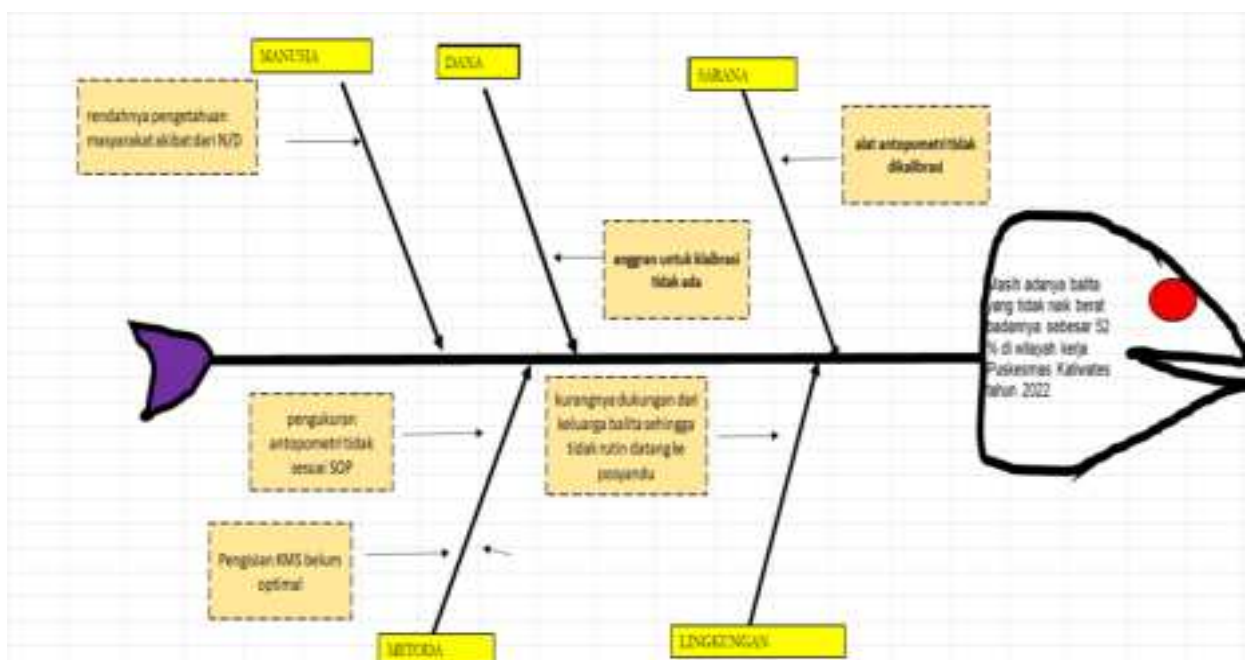 MANUSIA
DANA
SARANA
rendahnya pengetahuan
masyarakat akibat dari N/D
alat antopometri tidak
dikalibrasi
anggran untuk klaibrasi
tidak ada
Masih adanya balita
yang tidak naik berat
badannya sebesar 52
% di wilayah kerja
Puskesmas Kaliwates
tahun 2022
pengukuran
antopometri tidak
sesuai SOP
kurangnya dukungan dari
keluarga balita sehingga
tidak rutin datang ke
posyandu
Pengisian KMS belum
optimal
METODA
LINGKUNGAN